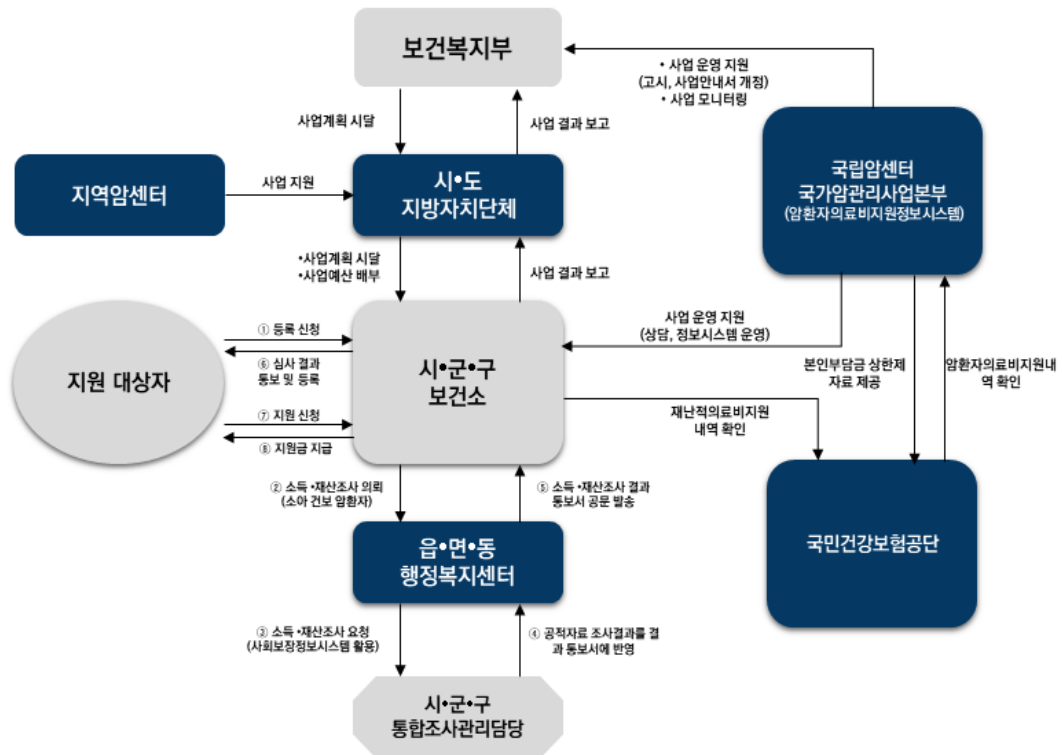 보건복지부
• 사업 운영 지원
(고시, 사업안내서 개정)
• 사업 모니터링
사업계획 시달
사업 결과 보고
지역암센터
사업 지원
시•도
지방자치단체
국립암센터
국가암관리사업본부
(암환자의료비지원정보시스템)
•사업계획 시달
•사업예산 배부
사업 결과 보고
지원 대상자
① 등록 신청
⑥ 심사 결과
통보 및 등록
⑦ 지원 신청
⑧ 지원금 지급
시•군•구
보건소
사업 운영 지원
(상담, 정보시스템 운영)
본인부담금 상한제
자료 제공
암환자의료비지원내
역 확인
재난적의료비지원
내역 확인
② 소득•재산조사 의뢰
(소아 건보 암환자)
⑤ 소득•재산조사 결과
통보서 공문 발송
읍•면•동
행정복지센터
국민건강보험공단
③ 소득•재산조사 요청
(사회보장정보시스템 활용)
④ 공적자료 조사결과를 결
과 통보서에 반영
시•군•구
통합조사관리담당